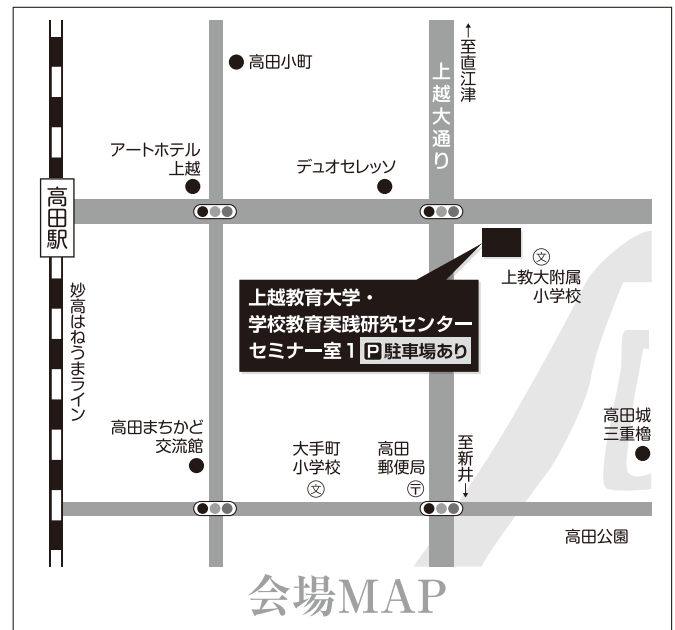 高田小町
上越大通り
←至直江津
アートホテル
上越
デュオセレッソ
高田駅
上教大附属
小学校
文
妙高はねうまライン
上越教育大学・
学校教育実践研究センター
セミナー室1 P駐車場あり
高田まちかど
交流館
大手町
小学校
文
高田
郵便局
〒
至新井→
高田城
三重櫓
高田公園
会場MAP